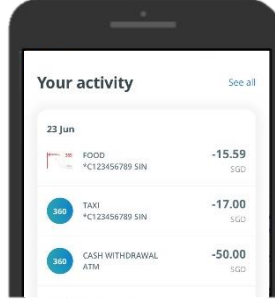 Your activity See all
23 Jun
FOOD -15.59
*C123456789 SIN SGD
360 TAXI -17.00
*C123456789 SIN SGD
360 CASH WITHDRAWAL -50.00
ATM SGD